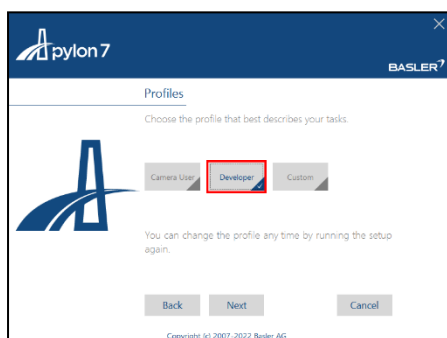 pylon 7
BASLER
Profiles
Choose the profile that best describes your tasks.
Camera User
Developer
Custom
You can change the profile any time by running the setup
again.
Back
Next
Cancel
Copyright (c) 2007-2022 Basler AG